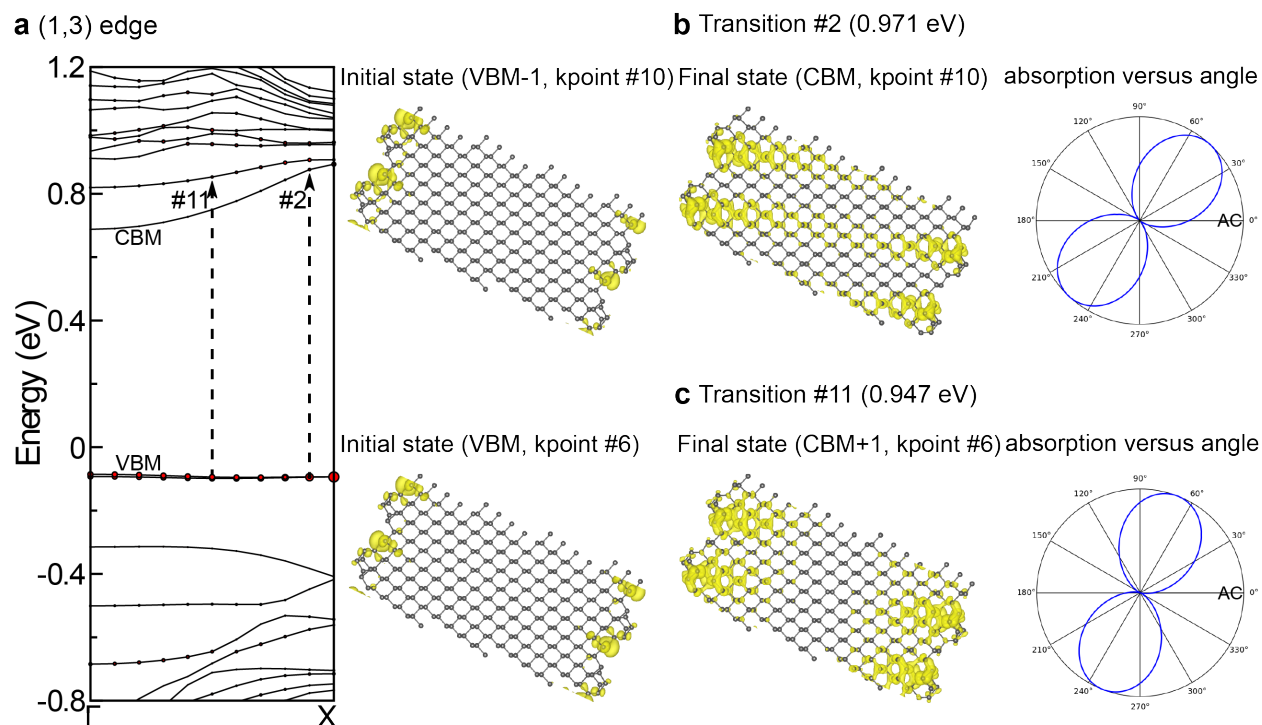 a (1,3) edge
1.2
0.8
0.4
0
-0.4
-0.8
Energy (eV)
Γ
X
#11
#2
CBM
VBM
b Transition #2 (0.971 eV)
Initial state (VBM-1, kpoint #10)
Final state (CBM, kpoint #10)
absorption versus angle
90°
60°
30°
0°
330°
300°
270°
240°
210°
180°
150°
120°
AC
c Transition #11 (0.947 eV)
Initial state (VBM, kpoint #6)
Final state (CBM+1, kpoint #6)
absorption versus angle
90°
60°
30°
0°
330°
300°
270°
240°
210°
180°
150°
120°
AC